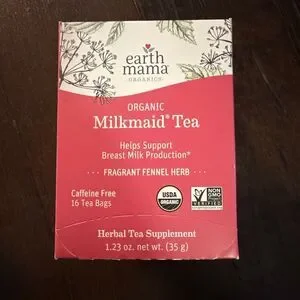 earth
mama®
ORGANICS
ORGANIC
Milkmaid® Tea
Helps Support
Breast Milk Production*
FRAGRANT FENNEL HERB
Caffeine Free
16 Tea Bags
USDA
ORGANIC
NON
GMO
VERIFIED
Herbal Tea Supplement
1.23 oz. net wt. (35 g)